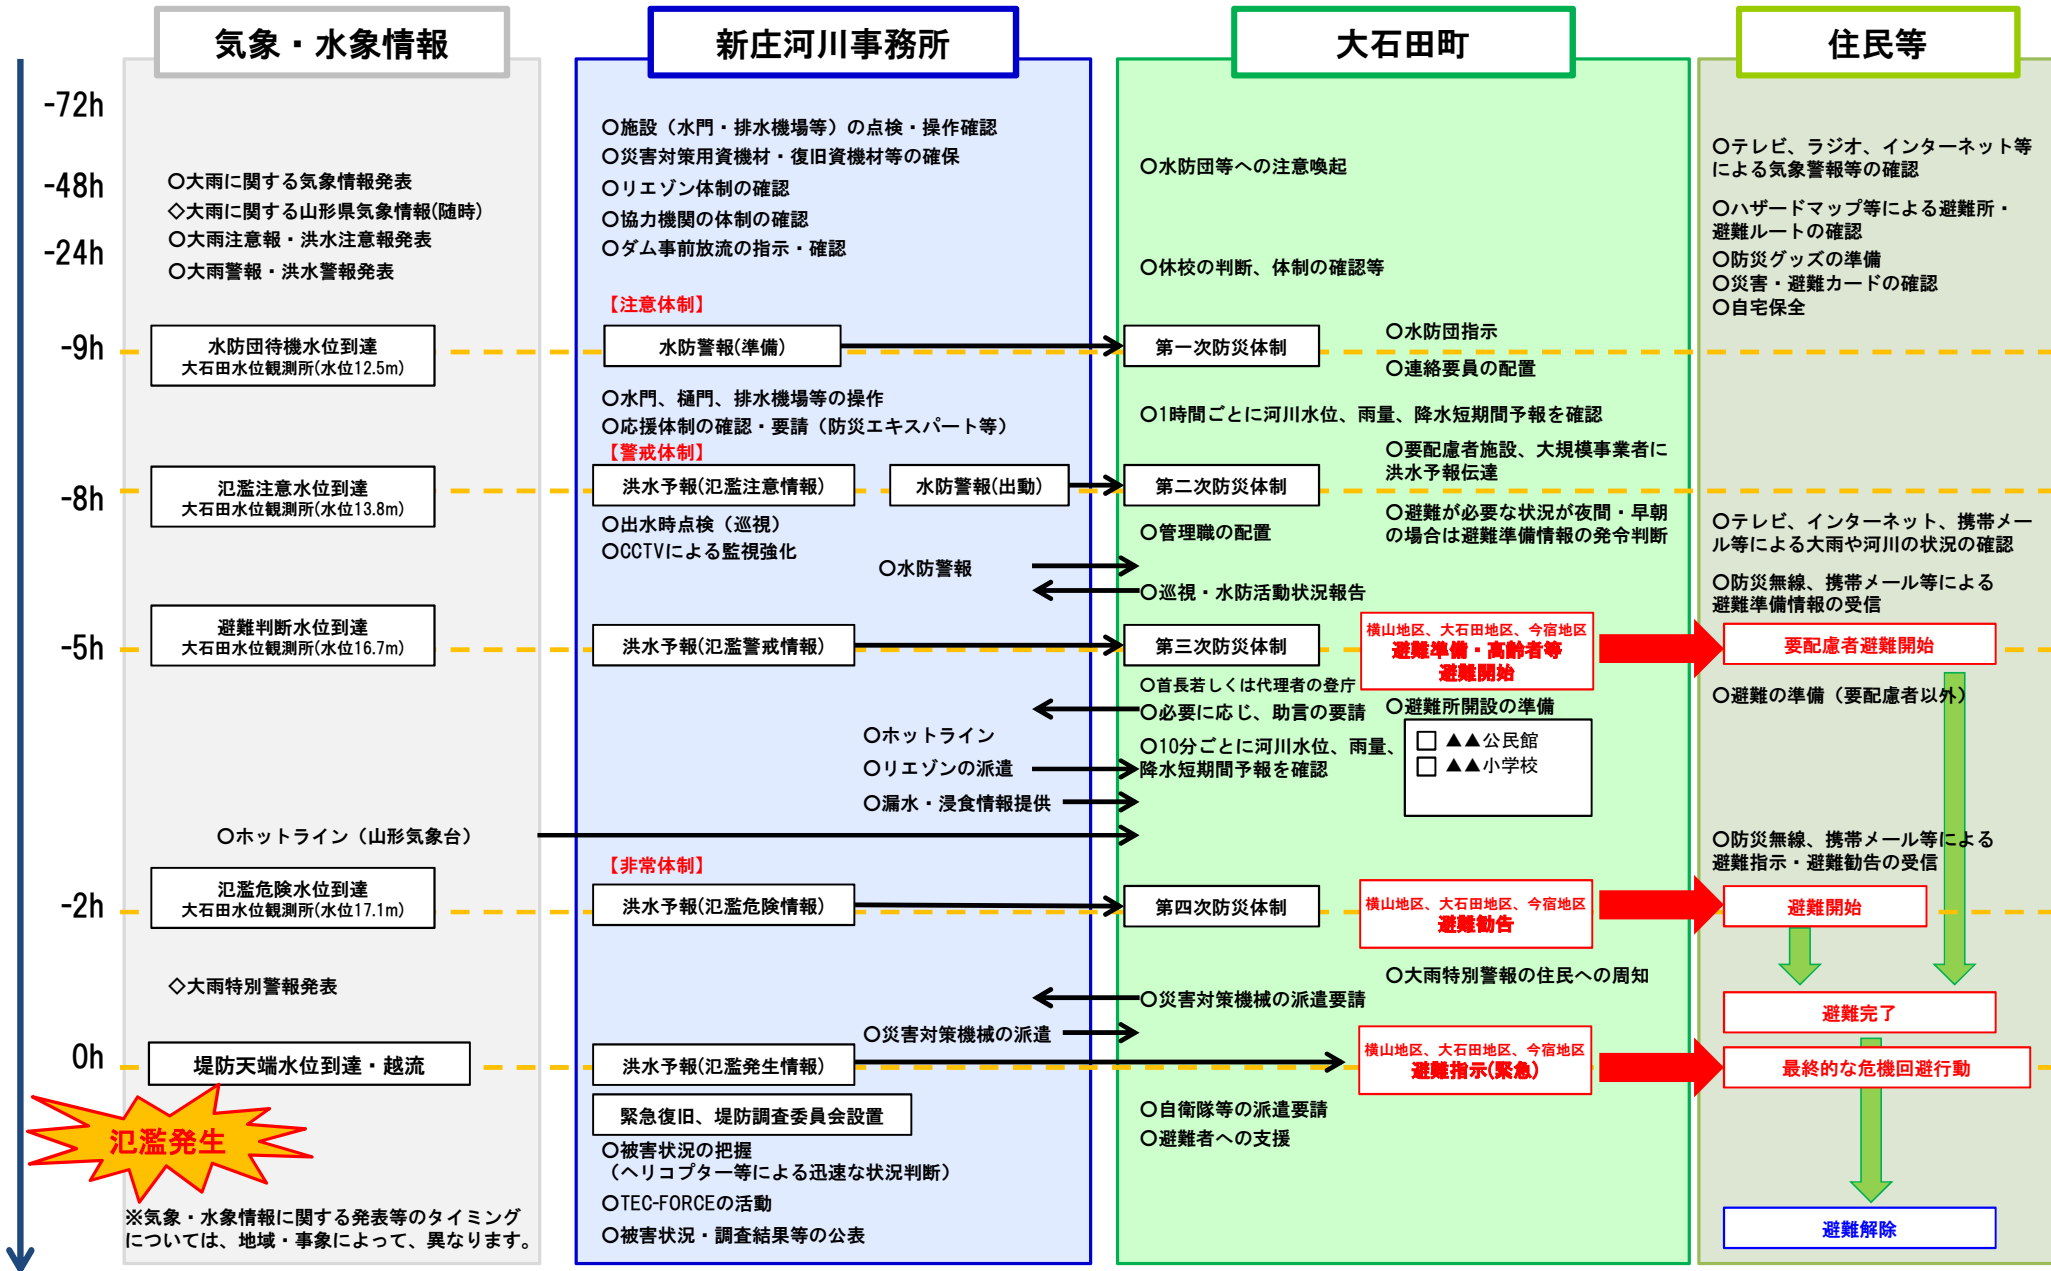 気象・水象情報
新庄河川事務所
大石田町
住民等
-72h
-48h
-24h
-9h
-8h
-5h
-2h
0h
○大雨に関する気象情報発表
◇大雨に関する山形県気象情報(随時)
○大雨注意報・洪水注意報発表
○大雨警報・洪水警報発表
水防団待機水位到達
大石田水位観測所(水位12.5m)
氾濫注意水位到達
大石田水位観測所(水位13.8m)
避難判断水位到達
大石田水位観測所(水位16.7m)
○ホットライン（山形気象台）
氾濫危険水位到達
大石田水位観測所(水位17.1m)
◇大雨特別警報発表
堤防天端水位到達・越流
氾濫発生
※気象・水象情報に関する発表等のタイミング
については、地域・事象によって、異なります。
○施設（水門・排水機場等）の点検・操作確認
○災害対策用資機材・復旧資機材等の確保
○リエゾン体制の確認
○協力機関の体制の確認
○ダム事前放流の指示・確認
【注意体制】
水防警報(準備)
○水門、樋門、排水機場等の操作
○応援体制の確認・要請（防災エキスパート等）
【警戒体制】
洪水予報(氾濫注意情報)
水防警報(出動)
○出水時点検（巡視）
○CCTVによる監視強化
○水防警報
洪水予報(氾濫警戒情報)
○ホットライン
○リエゾンの派遣
○漏水・浸食情報提供
【非常体制】
洪水予報(氾濫危険情報)
○災害対策機械の派遣
洪水予報(氾濫発生情報)
緊急復旧、堤防調査委員会設置
○被害状況の把握
（ヘリコプター等による迅速な状況判断）
○TEC-FORCEの活動
○被害状況・調査結果等の公表
○水防団等への注意喚起
○休校の判断、体制の確認等
第一次防災体制
○水防団指示
○連絡要員の配置
○1時間ごとに河川水位、雨量、降水短期間予報を確認
第二次防災体制
○要配慮者施設、大規模事業者に
洪水予報伝達
○管理職の配置
○避難が必要な状況が夜間・早朝
の場合は避難準備情報の発令判断
○巡視・水防活動状況報告
第三次防災体制
横山地区、大石田地区、今宿地区
避難準備・高齢者等
避難開始
○首長若しくは代理者の登庁
○必要に応じ、助言の要請
○避難所開設の準備
○10分ごとに河川水位、雨量、
降水短期間予報を確認
□ ▲▲公民館
□ ▲▲小学校
第四次防災体制
横山地区、大石田地区、今宿地区
避難勧告
○大雨特別警報の住民への周知
○災害対策機械の派遣要請
横山地区、大石田地区、今宿地区
避難指示(緊急)
○自衛隊等の派遣要請
○避難者への支援
○テレビ、ラジオ、インターネット等
による気象警報等の確認
○ハザードマップ等による避難所・
避難ルートの確認
○防災グッズの準備
○災害・避難カードの確認
○自宅保全
○テレビ、インターネット、携帯メー
ル等による大雨や河川の状況の確認
○防災無線、携帯メール等による
避難準備情報の受信
要配慮者避難開始
○避難の準備（要配慮者以外）
○防災無線、携帯メール等による
避難指示・避難勧告の受信
避難開始
避難完了
最終的な危機回避行動
避難解除